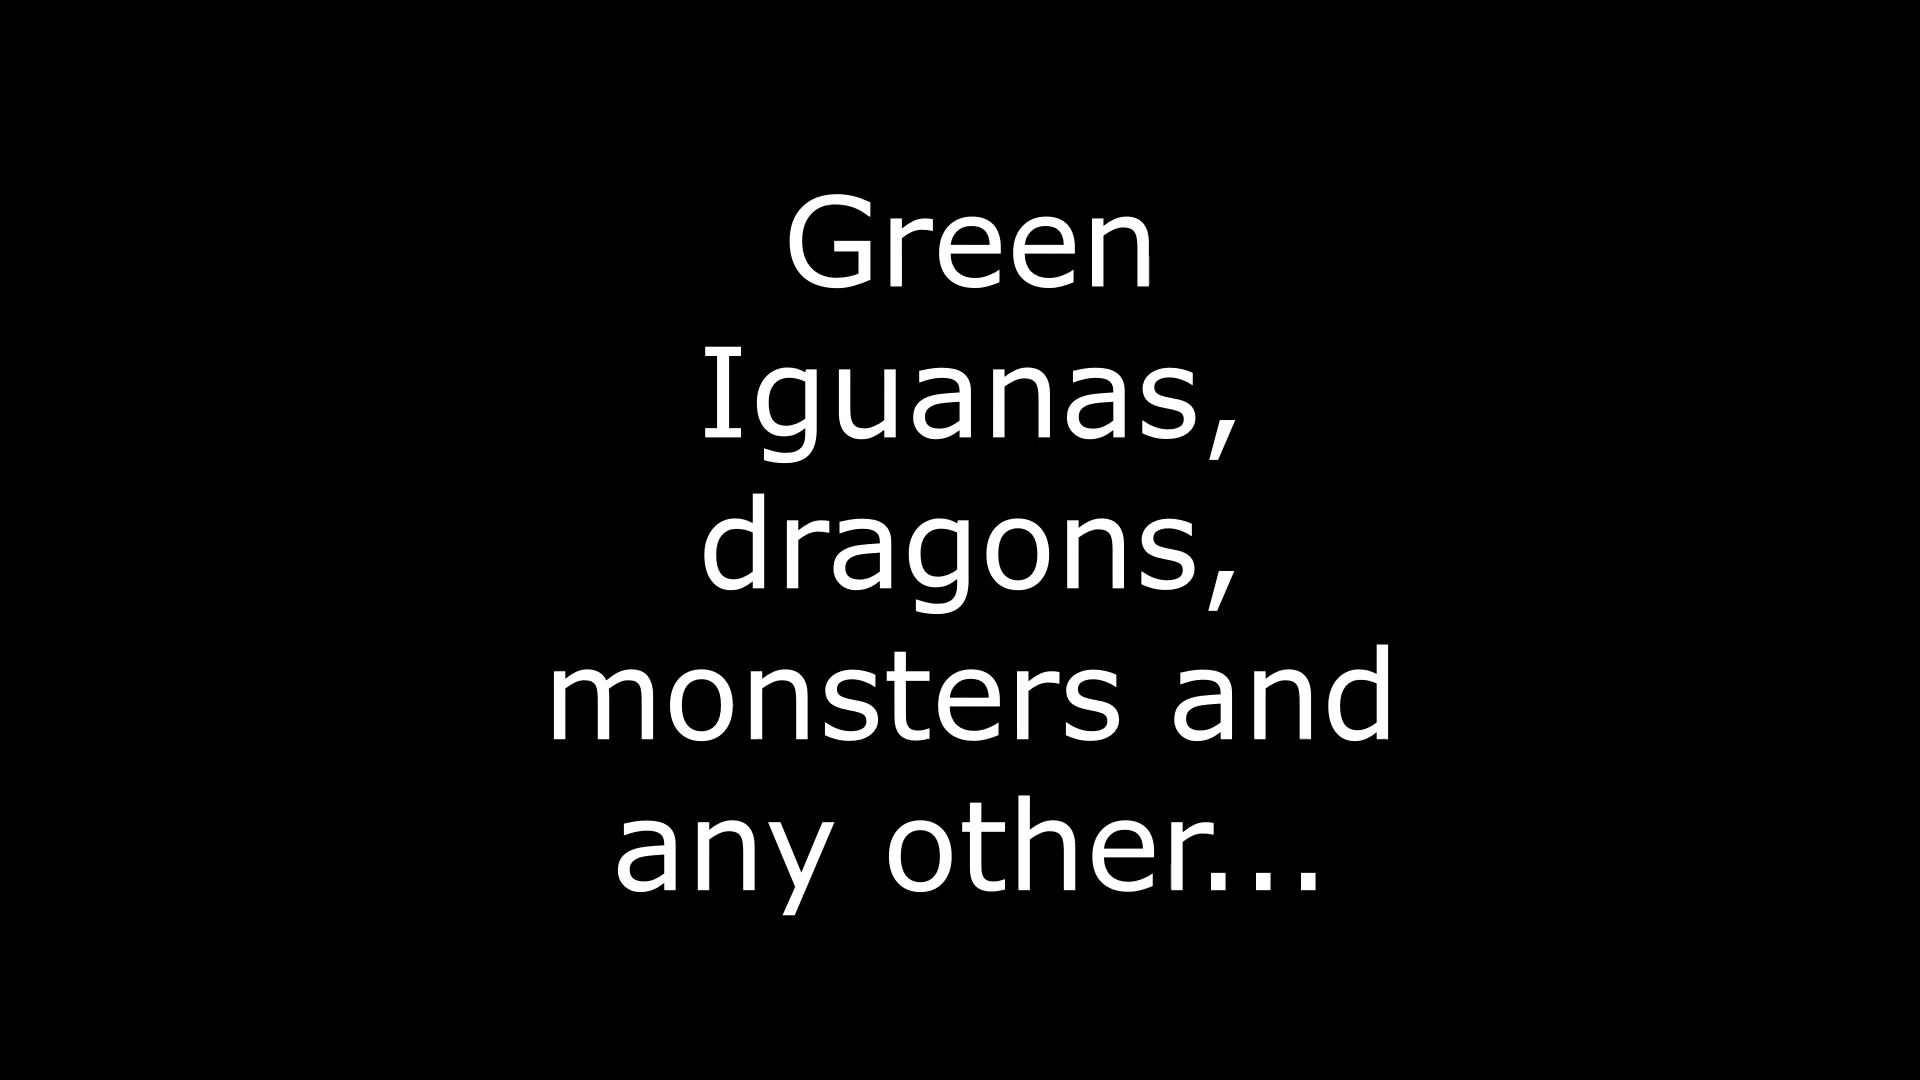 Green
Iguanas,
dragons,
monsters and
any other...